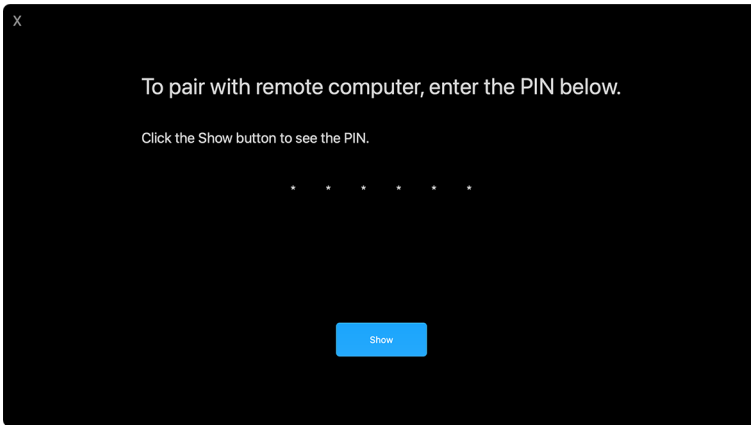 X
To pair with remote computer, enter the PIN below.
Click the Show button to see the PIN.
* * * * * *
Show